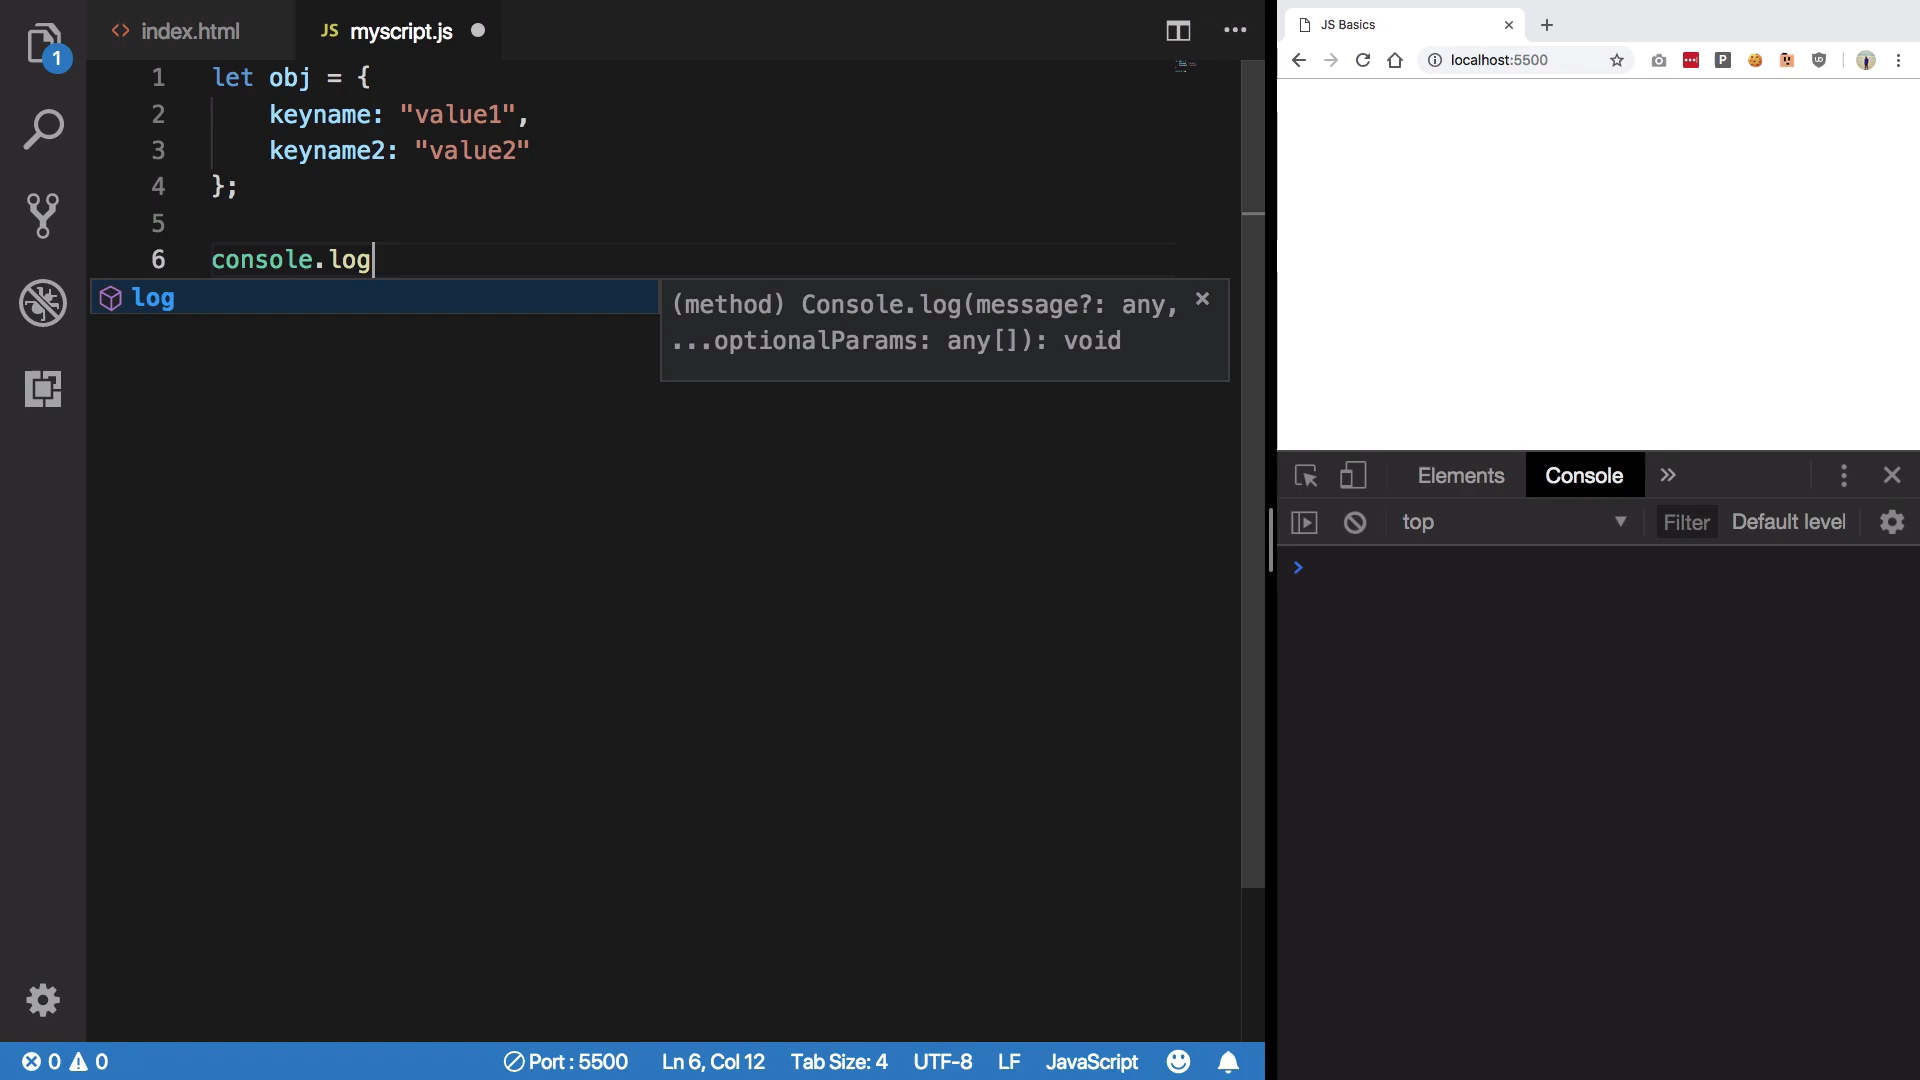 index.html
JS myscript.js
1 let obj = {
2 keyname: "value1",
3 keyname2: "value2"
4 };
5
6 console.log
log
(method) Console.log(message?: any,
...optionalParams: any[]): void
1
0 0
Port : 5500
Ln 6, Col 12
Tab Size: 4
UTF-8
LF
JavaScript
JS Basics
localhost:5500
P
Elements
Console
top
Filter
Default level